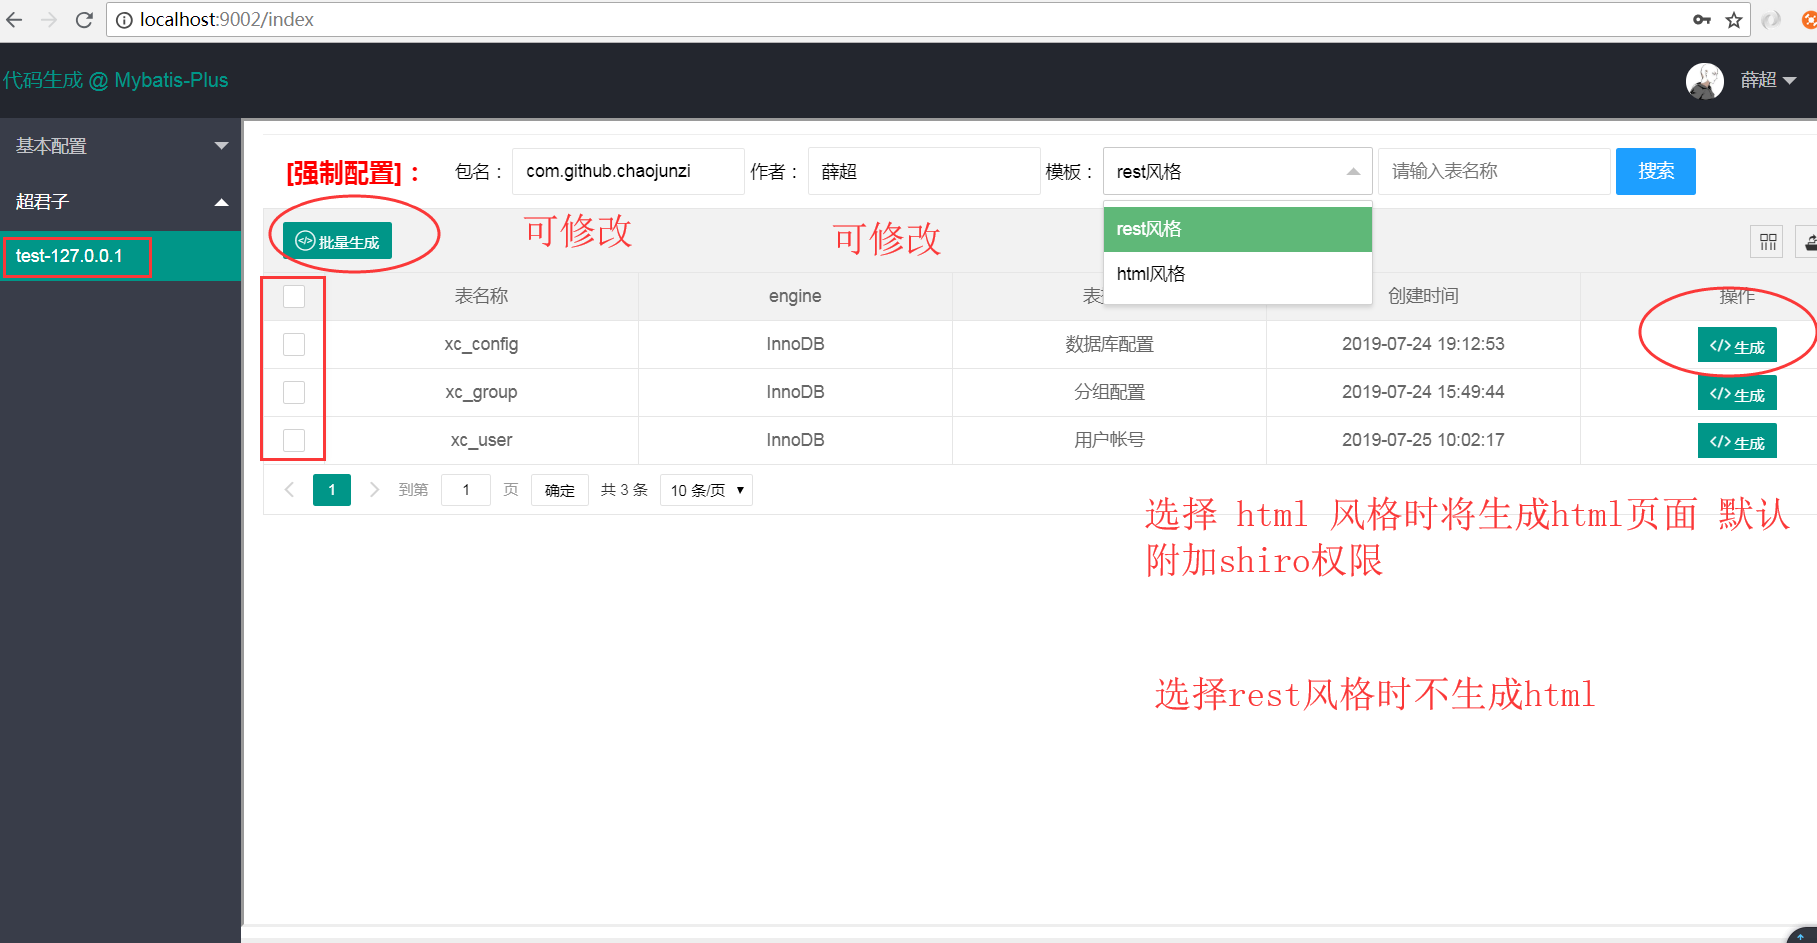 localhost:9002/index
代码生成 @ Mybatis-Plus
薛超
基本配置
超君子
test-127.0.0.1
[强制配置]： 包名： com.github.chaojunzi 作者： 薛超 模板： rest风格 请输入表名称 搜索
rest风格
html风格
批量生成 可修改 可修改
表名称 engine 创建时间 操作
xc_config InnoDB 数据库配置 2019-07-24 19:12:53 生成
xc_group InnoDB 分组配置 2019-07-24 15:49:44 生成
xc_user InnoDB 用户帐号 2019-07-25 10:02:17 生成
1 到第 1 页 确定 共 3 条 10 条/页
选择 html 风格时将生成html页面 默认
附加shiro权限
选择rest风格时不生成html